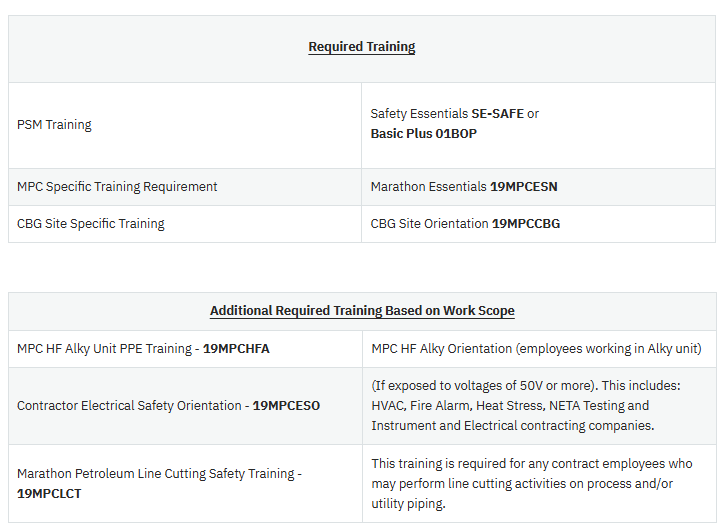 Required Training
PSM Training
Safety Essentials SE-SAFE or
Basic Plus 01BOP
MPC Specific Training Requirement
Marathon Essentials 19MPCESN
CBG Site Specific Training
CBG Site Orientation 19MPCCBG
Additional Required Training Based on Work Scope
MPC HF Alky Unit PPE Training - 19MPCHFA
MPC HF Alky Orientation (employees working in Alky unit)
Contractor Electrical Safety Orientation - 19MPCESO
(If exposed to voltages of 50V or more). This includes:
HVAC, Fire Alarm, Heat Stress, NETA Testing and
Instrument and Electrical contracting companies.
Marathon Petroleum Line Cutting Safety Training -
19MPCLCT
This training is required for any contract employees who
may perform line cutting activities on process and/or
utility piping.